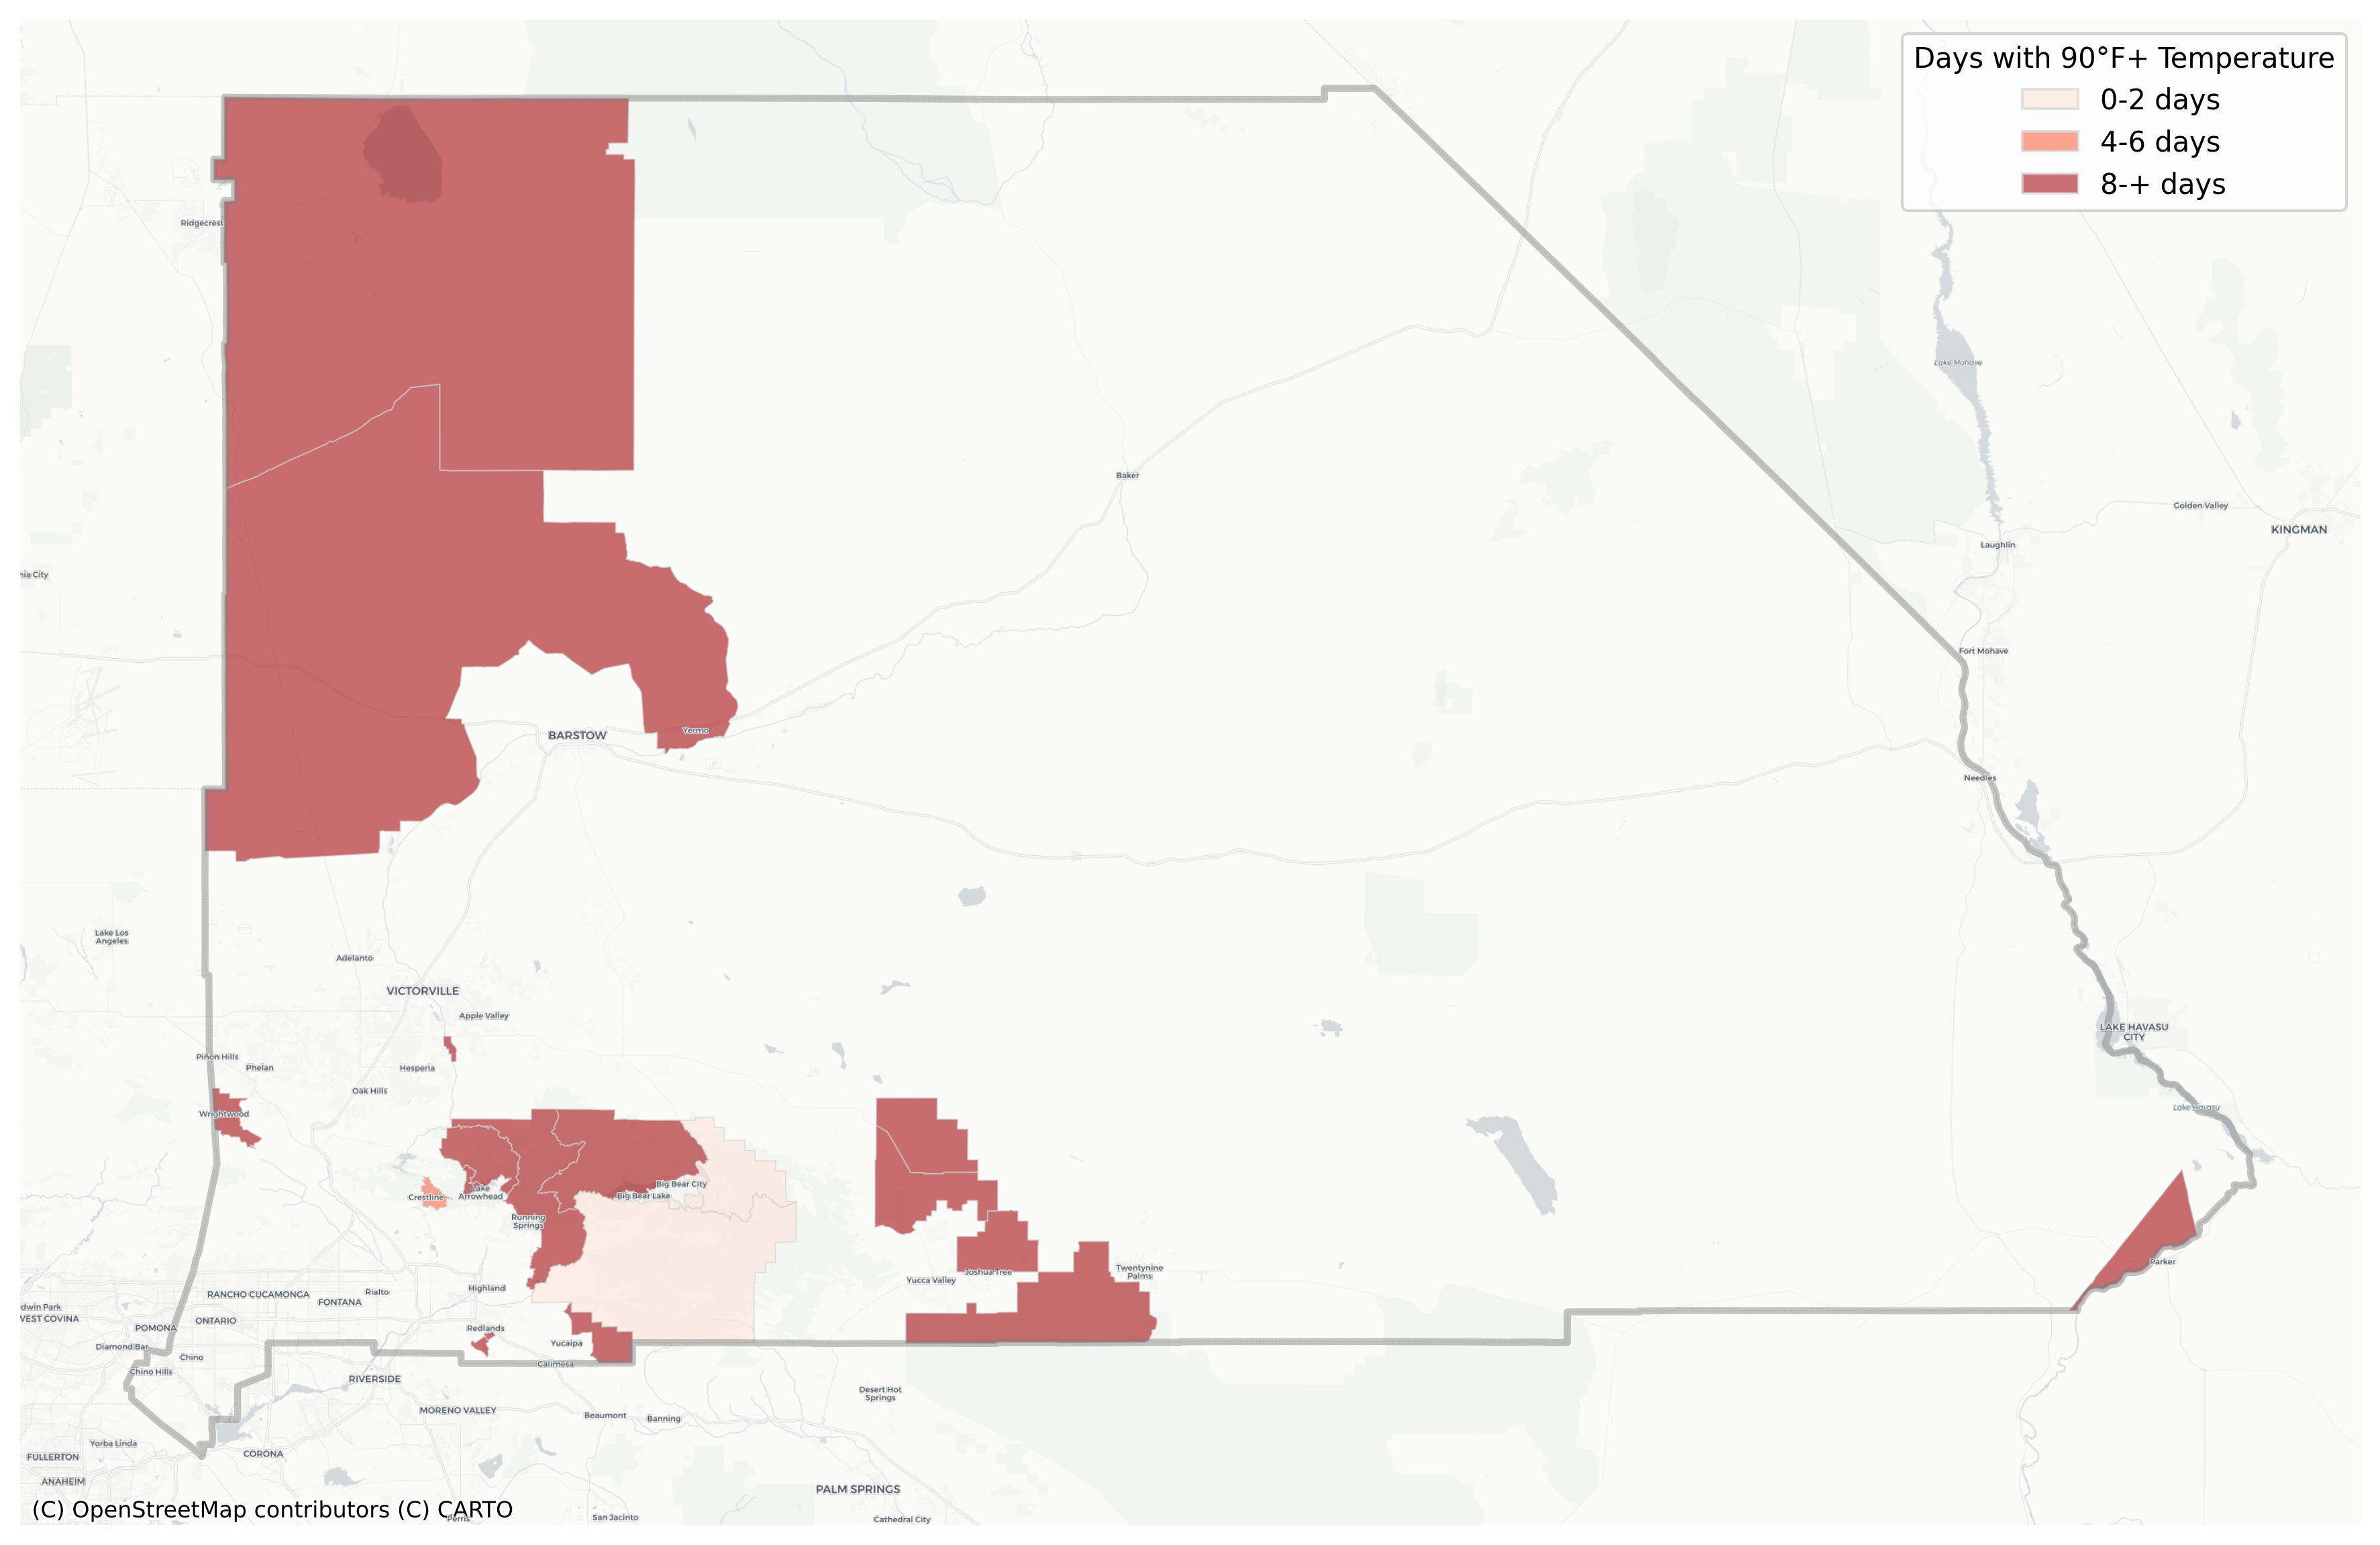 Days with 90°F+ Temperature
0-2 days
4-6 days
8-+ days
Ridgecrest
Lake Mohave
Baker
Golden Valley
KINGMAN
Laughlin
nia City
Fort Mohave
Yermo
BARSTOW
Needles
Lake Los
Angeles
Adelanto
VICTORVILLE
Apple Valley
LAKE HAVASU
CITY
Piñon Hills
Phelan
Hesperia
Oak Hills
Wrightwood
Lake Havasu
Big Bear City
Lake
Arrowhead
Crestline
Big Bear Lake
Running
Springs
Parker
Joshua Tree
Twentynine
Palms
Yucca Valley
Highland
Rialto
RANCHO CUCAMONGA
FONTANA
dwin Park
WEST COVINA
ONTARIO
POMONA
Redlands
Yucaipa
Diamond Bar
Chino
Calimesa
Chino Hills
RIVERSIDE
Desert Hot
Springs
MORENO VALLEY
Beaumont
Banning
Yorba Linda
CORONA
FULLERTON
ANAHEIM
PALM SPRINGS
(C) OpenStreetMap contributors (C) CARTO
Perris
San Jacinto
Cathedral City